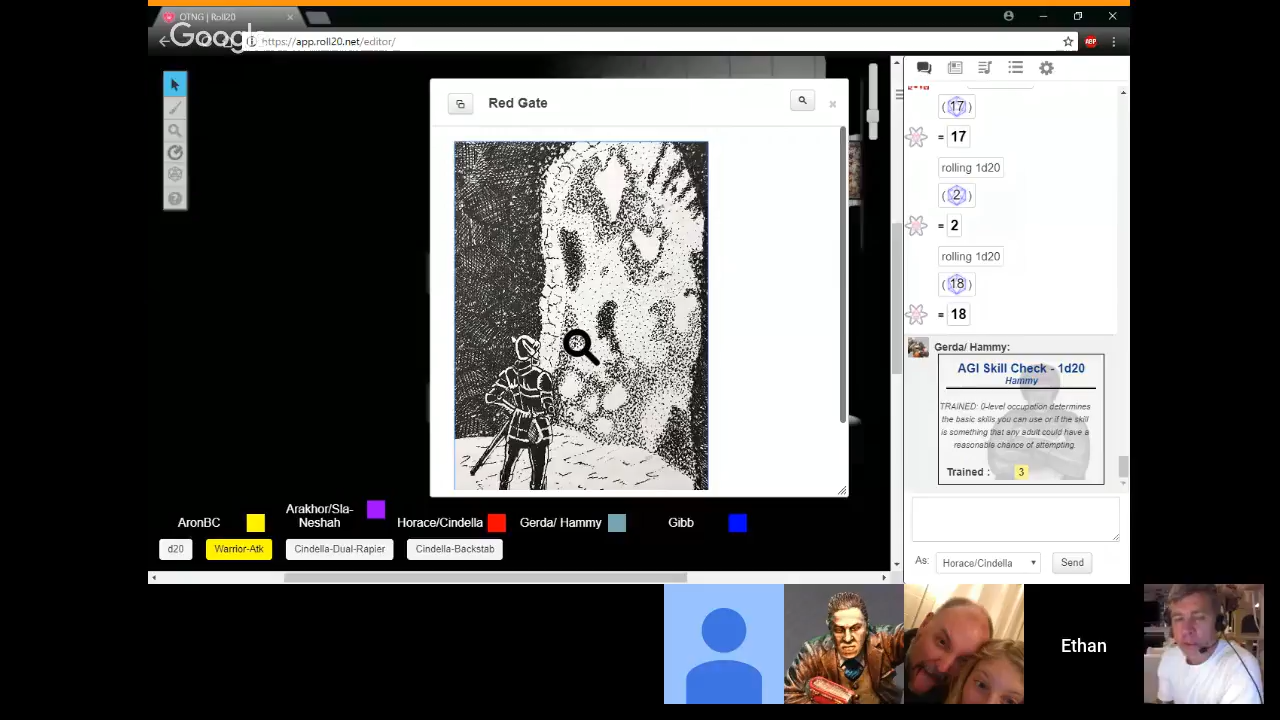 OTNG | Roll20
Google
https://app.roll20.net/editor/
ABP
Red Gate
(17)
= 17
rolling 1d20
(2)
= 2
rolling 1d20
(18)
= 18
Gerda/ Hammy:
AGI Skill Check - 1d20
Hammy
TRAINED: 0-level occupation determines
the basic skills you can use or if the skill
is something that any adult could have a
reasonable chance of attempting.
Trained : 3
AronBC
Arakhor/Sla-
Neshah
Horace/Cindella
Gerda/ Hammy
Gibb
d20
Warrior-Atk
Cindella-Dual-Rapier
Cindella-Backstab
As:
Horace/Cindella
Send
Ethan